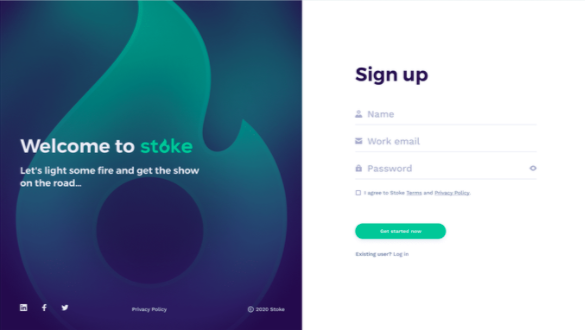 Welcome to stoke
Let's light some fire and get the show
on the road...
Privacy Policy
© 2020 Stoke
Sign up
Name
Work email
Password
I agree to Stoke Terms and Privacy Policy.
Get started now
Existing user? Log in